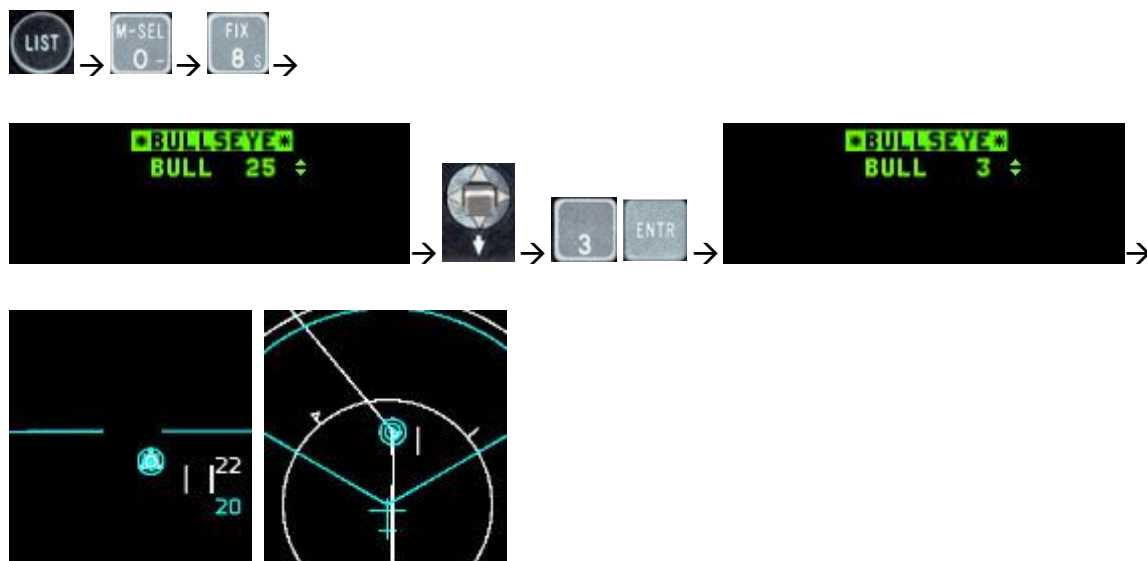 LIST → M-SEL 0 - → FIX 8 S →
*BULLSEYE*
BULL 25
→ → 3 ENTR →
*BULLSEYE*
BULL 3
→
22
20